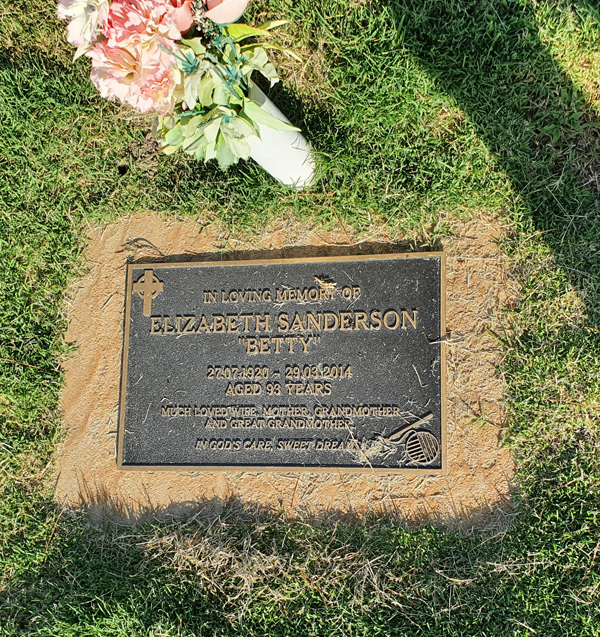 IN LOVING MEMORY OF
ELIZABETH SANDERSON
"BETTY"
27.07.1920 - 29.03.2014
AGED 93 YEARS
MUCH LOVED WIFE, MOTHER, GRANDMOTHER
AND GREAT GRANDMOTHER
IN GOD'S CARE, SWEET DREAMS